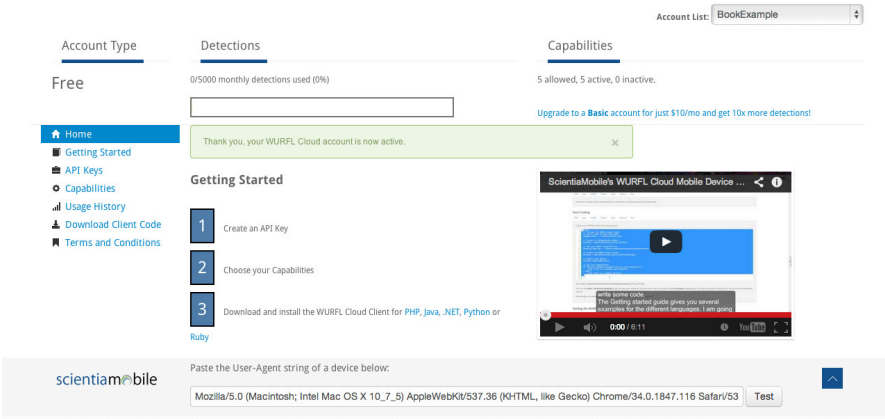 Account List: BookExample
Account Type
Detections
Capabilities
Free
0/5000 monthly detections used (0%)
5 allowed, 5 active, 0 inactive.
Upgrade to a Basic account for just $10/mo and get 10x more detections!
Home
Getting Started
API Keys
Capabilities
Usage History
Download Client Code
Terms and Conditions
Thank you, your WURFL Cloud account is now active. ×
Getting Started
1 Create an API Key
2 Choose your Capabilities
3 Download and install the WURFL Cloud Client for PHP, Java, .NET, Python or
Ruby
ScientiaMobile's WURFL Cloud Mobile Device ...
write some code.
The Getting started guide gives you several
examples for the different languages. I am going
0:00 / 6:11
YouTube
scientiamobile
Paste the User-Agent string of a device below:
Mozilla/5.0 (Macintosh; Intel Mac OS X 10_7_5) AppleWebKit/537.36 (KHTML, like Gecko) Chrome/34.0.1847.116 Safari/53 Test